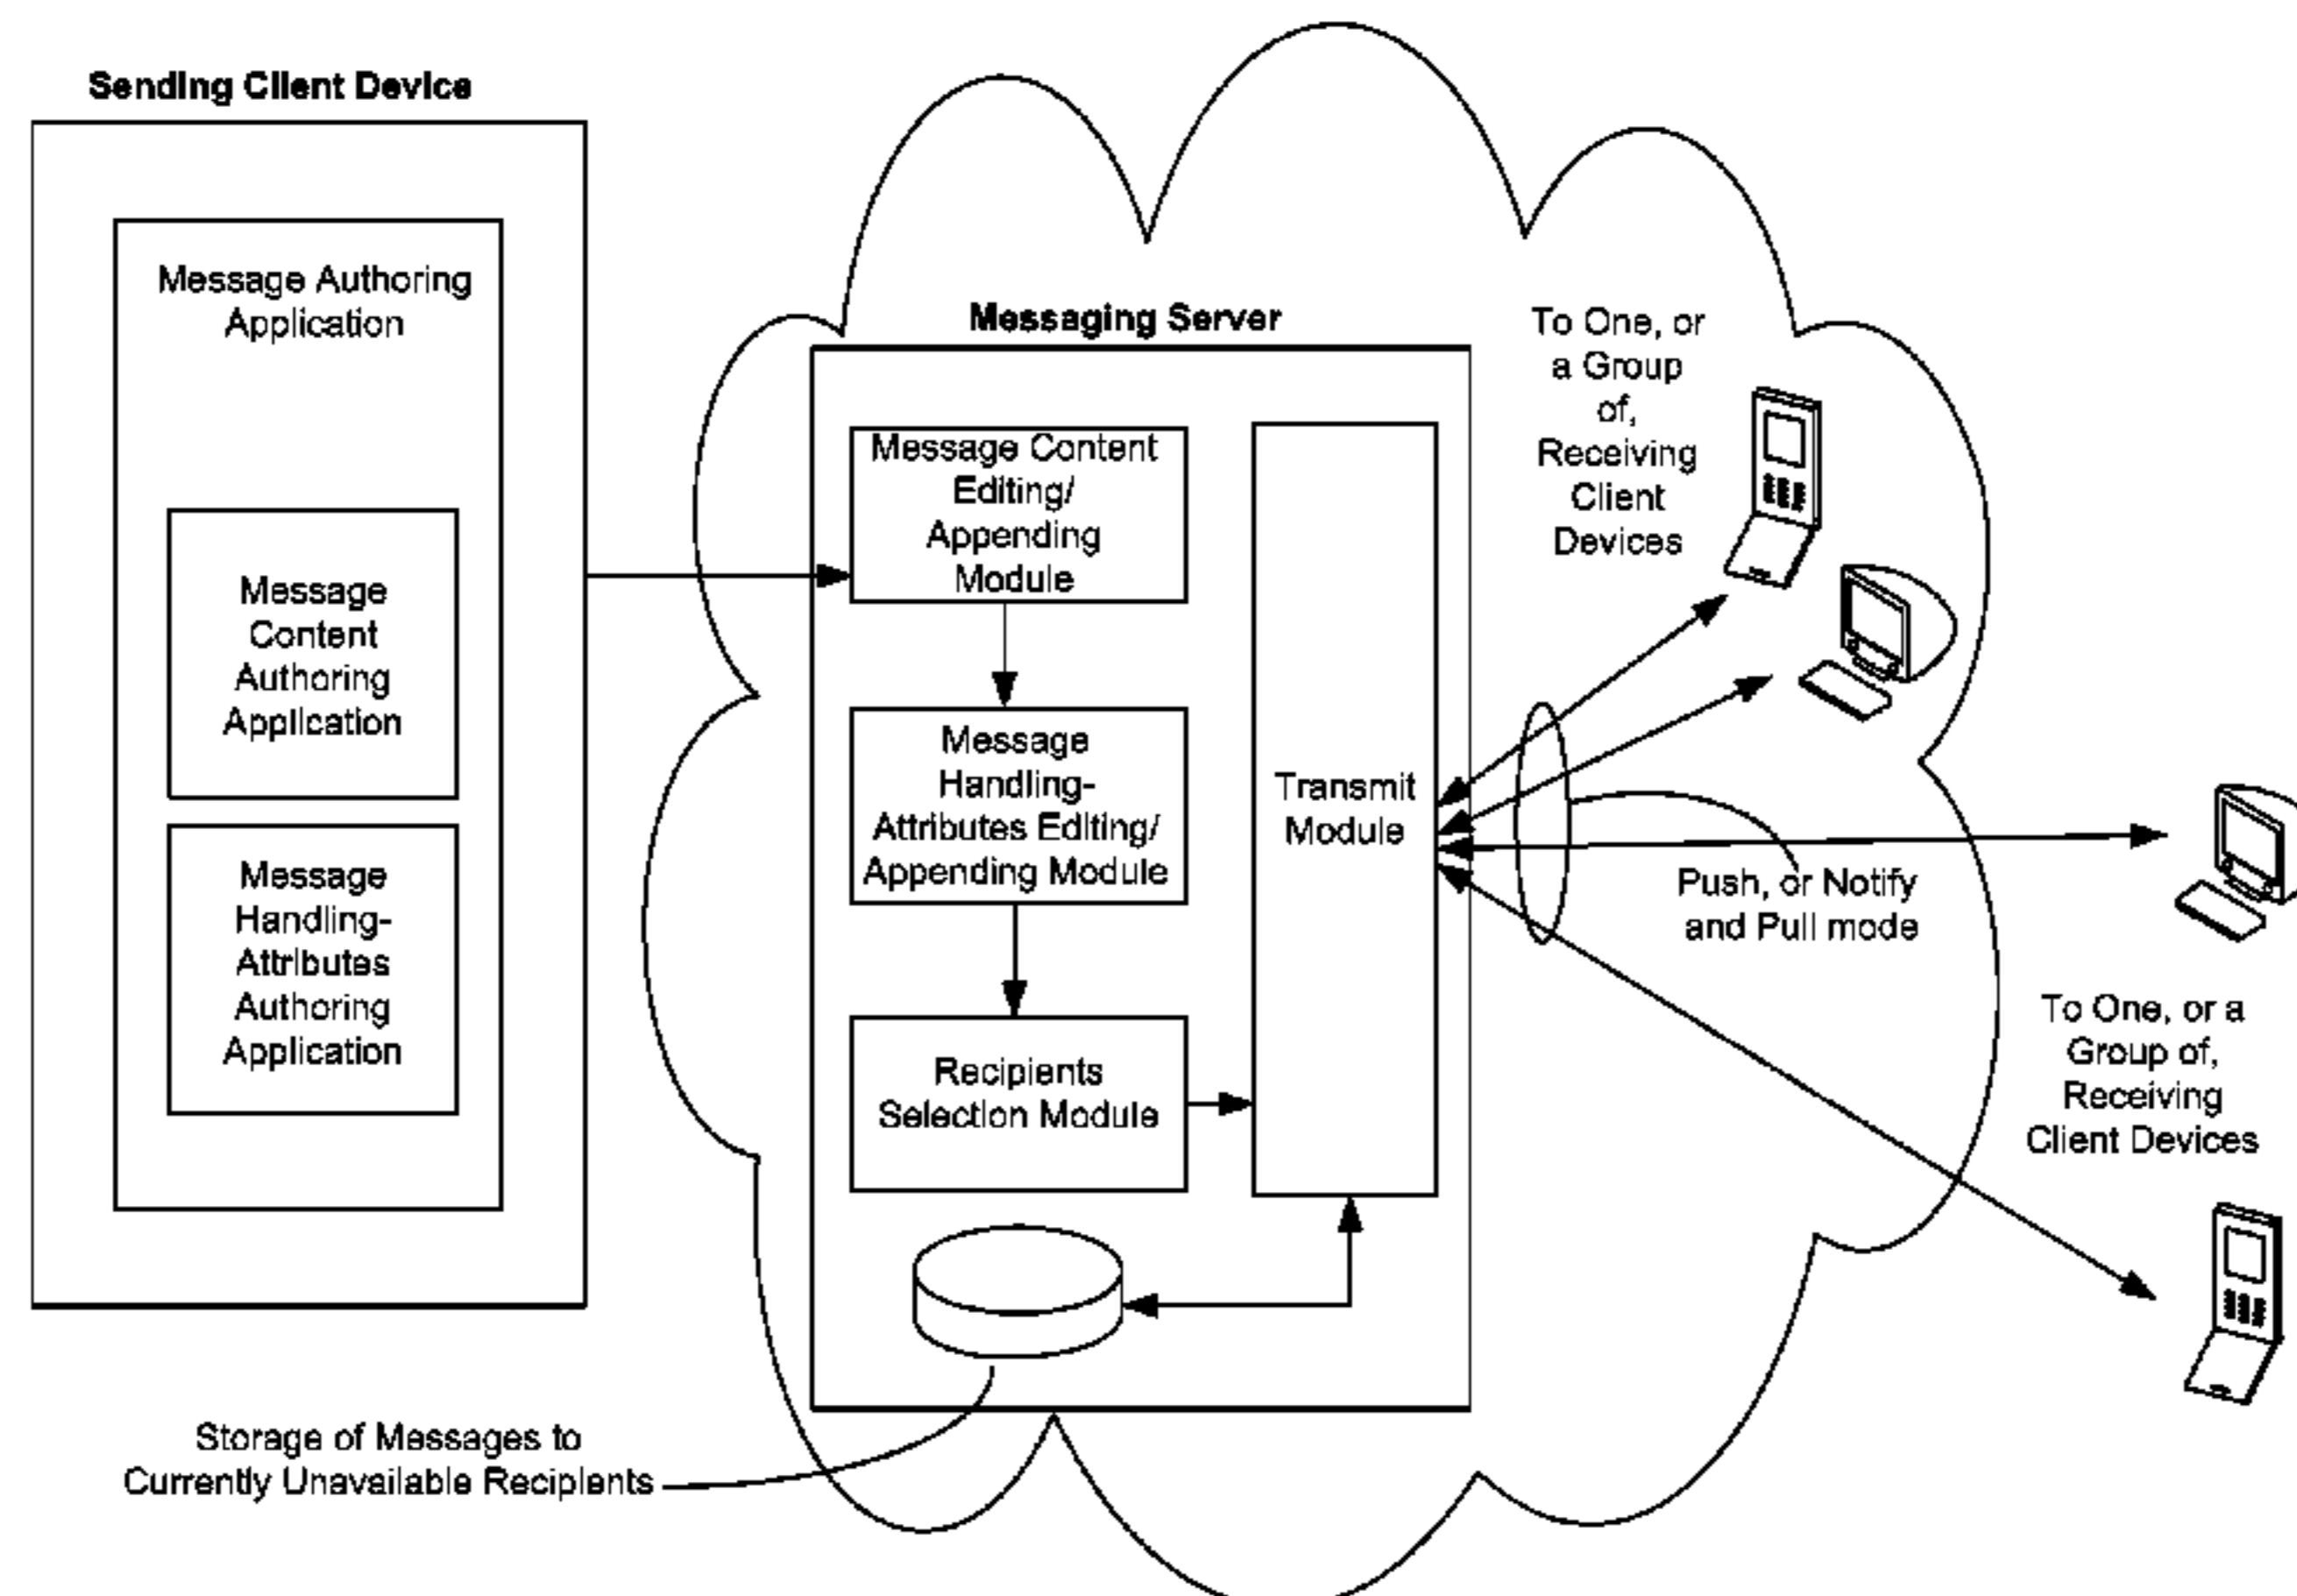 Sending Client Device
Message Authoring
Application
Message
Content
Authoring
Application
Message
Handling-
Attributes
Authoring
Application
Messaging Server
Message Content
Editing/
Appending
Module
Message
Handling-
Attributes Editing/
Appending Module
Recipients
Selection Module
Transmit
Module
To One, or
a Group
of,
Receiving
Client
Devices
Push, or Notify
and Pull mode
To One, or a
Group of,
Receiving
Client Devices
Storage of Messages to
Currently Unavailable Recipients